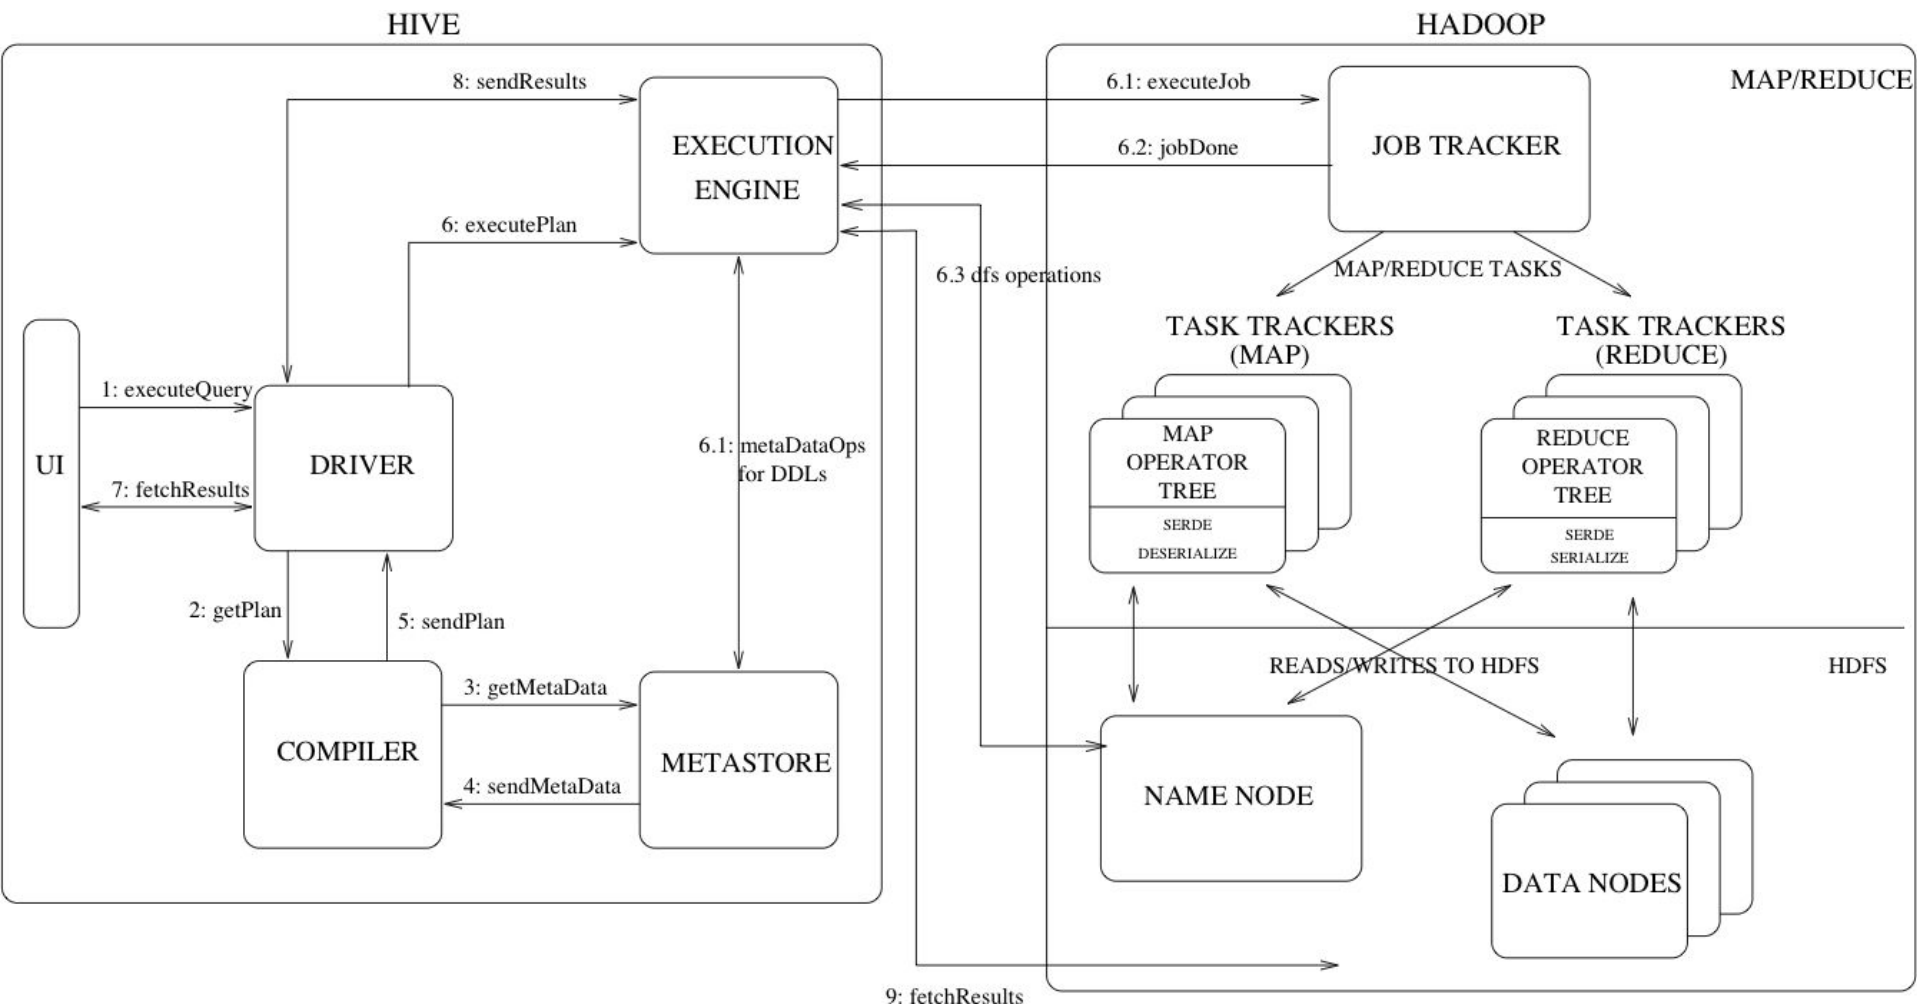 HIVE
HADOOP
8: sendResults
6.1: executeJob
MAP/REDUCE
EXECUTION
ENGINE
6.2: jobDone
JOB TRACKER
6: executePlan
6.3 dfs operations
MAP/REDUCE TASKS
TASK TRACKERS
(MAP)
TASK TRACKERS
(REDUCE)
1: executeQuery
UI
DRIVER
7: fetchResults
6.1: metaDataOps
for DDLs
MAP
OPERATOR
TREE
SERDE
DESERIALIZE
REDUCE
OPERATOR
TREE
SERDE
SERIALIZE
2: getPlan
5: sendPlan
READS/WRITES TO HDFS
HDFS
3: getMetaData
COMPILER
METASTORE
4: sendMetaData
NAME NODE
DATA NODES
9: fetchResults